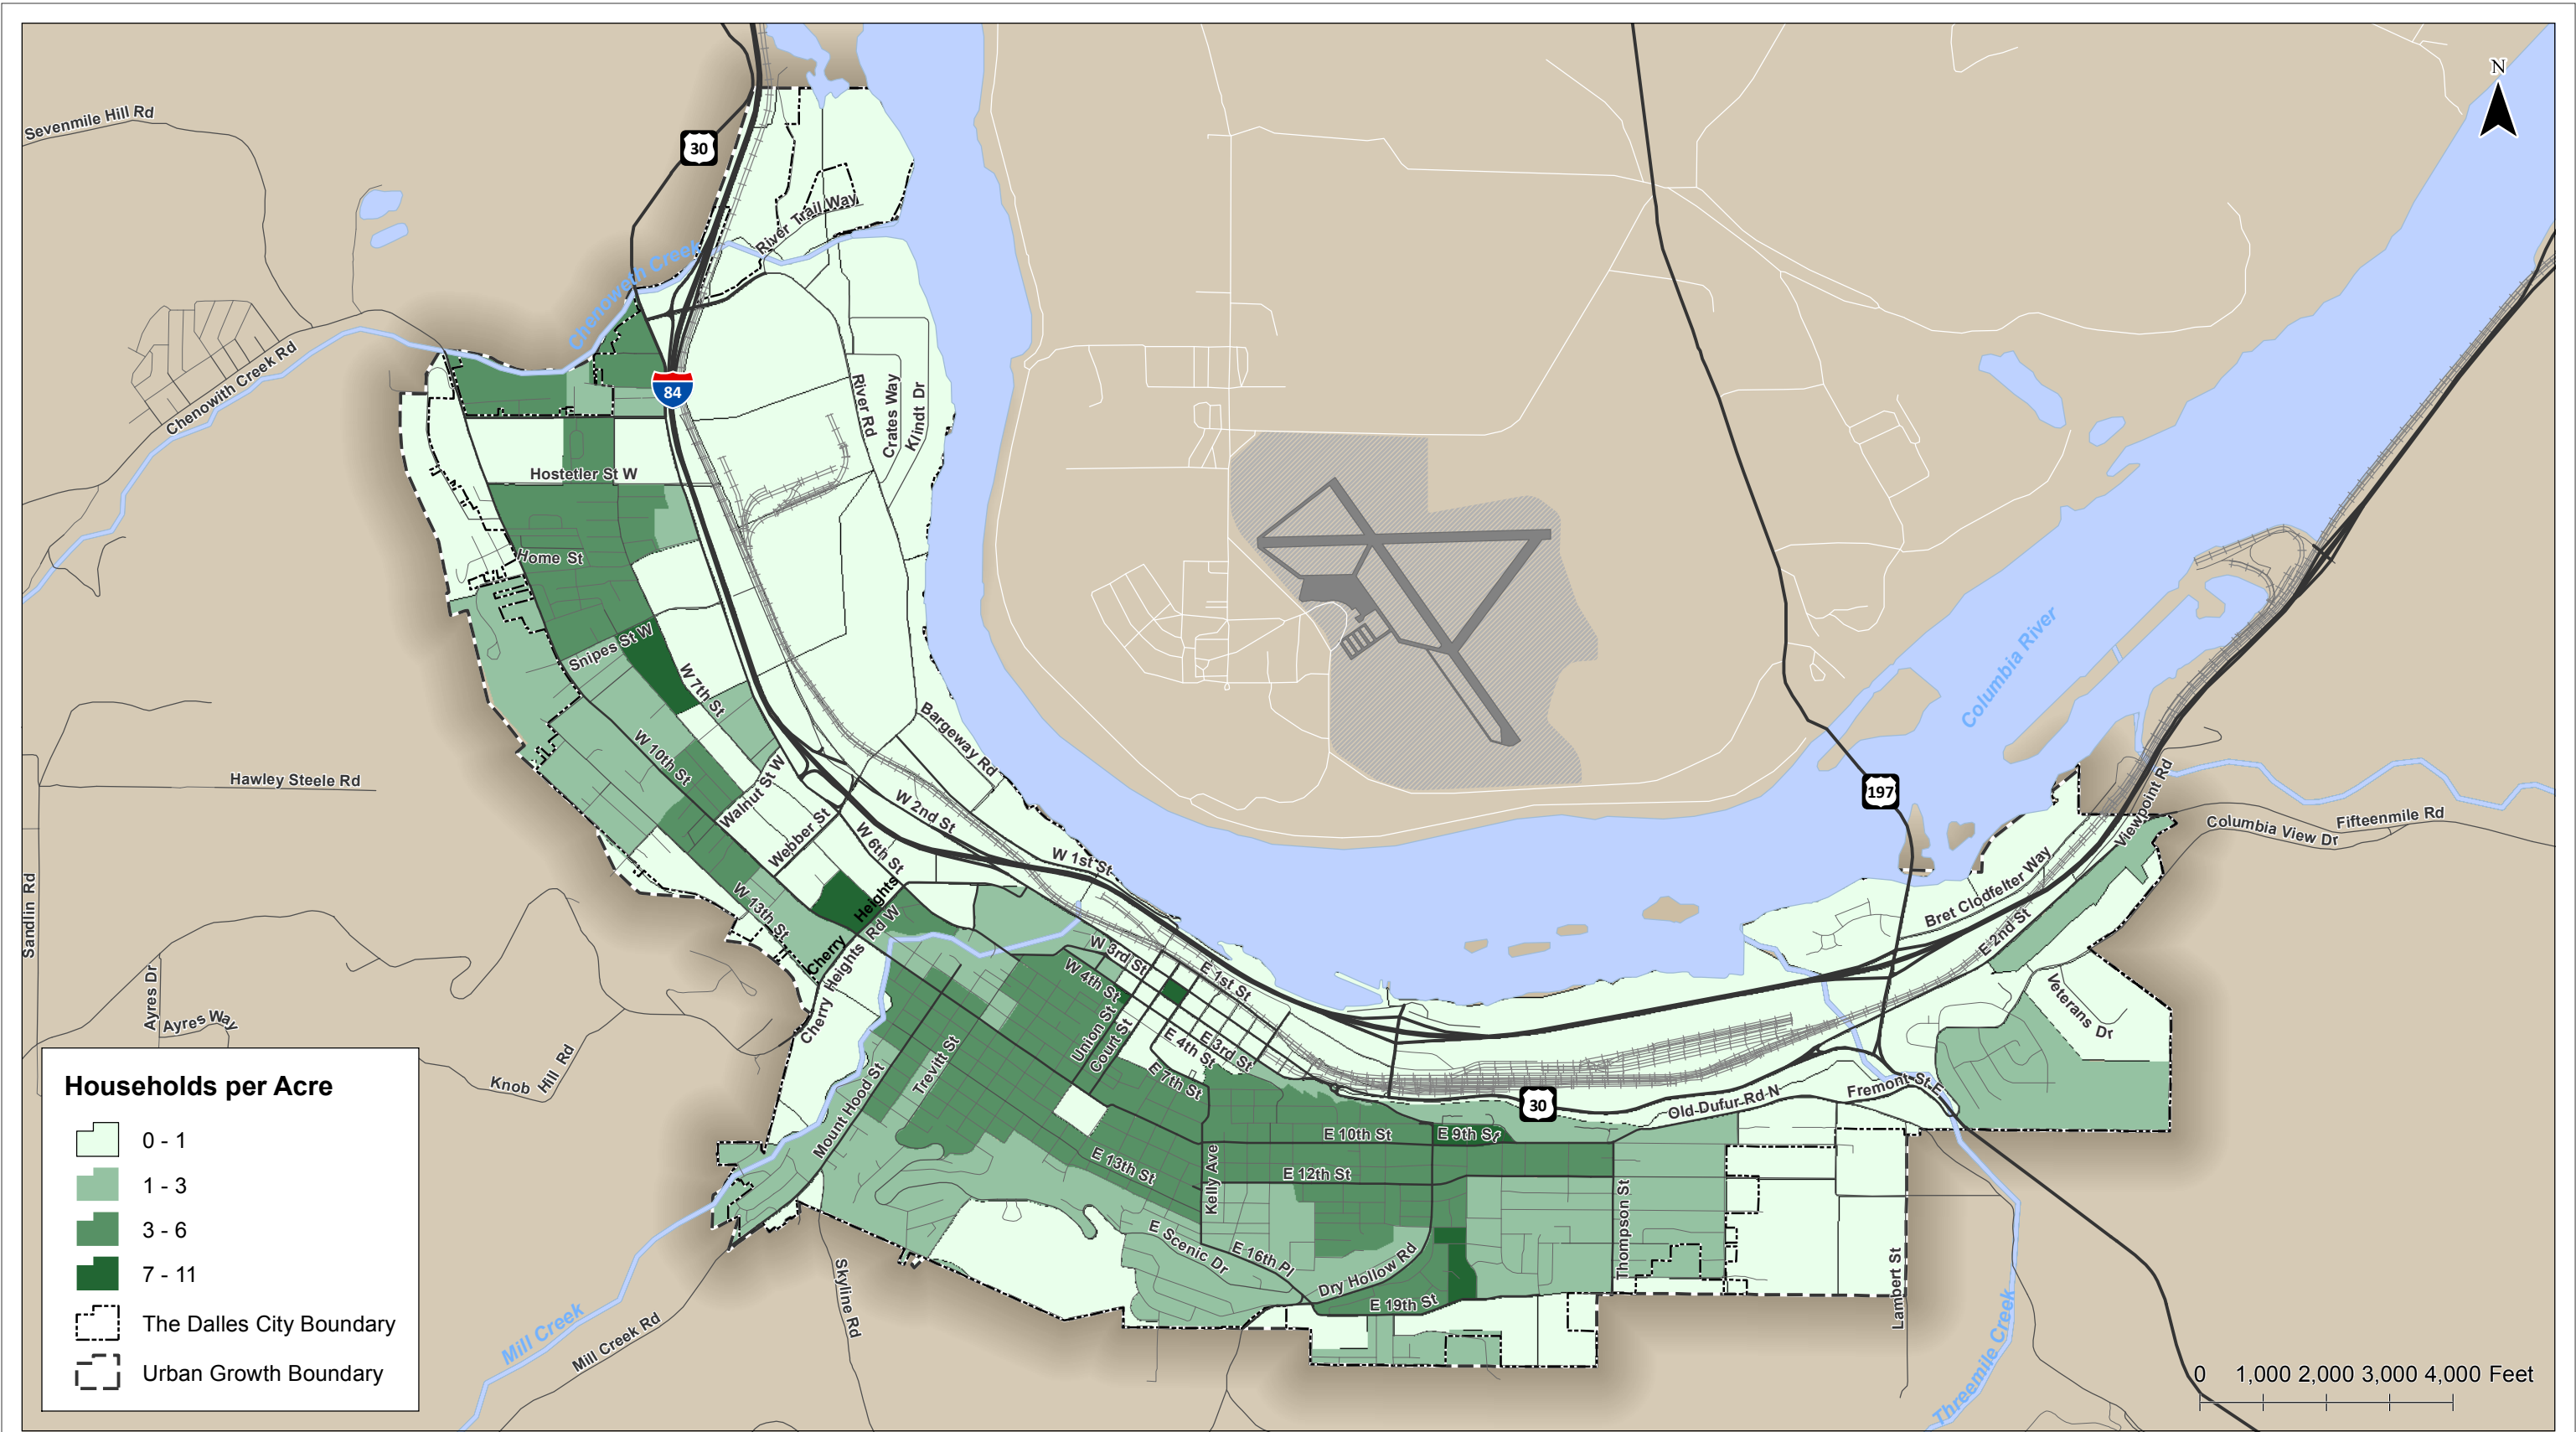 N
Sevenmile Hill Rd
30
River Trail Way
Chenoweth Creek
Chenowith Creek Rd
84
River Rd
Crates Way
Klindt Dr
Hostetler St W
Home St
Snipes St W
W 7th St
Columbia River
Bargeway Rd
W 10th St
Hawley Steele Rd
Walnut St W
W 2nd St
197
Viewpoint Rd
Fifteenmile Rd
Columbia View Dr
Webber St
W 6th St
W 1st St
Bret Clodfelter Way
Sandlin Rd
W 13th St
Cherry Heights
Cherry Heights Rd W
E 2nd St
W 3rd St
W 4th St
E 1st St
Ayres Dr
Ayres Way
Veterans Dr
Union St
Court St
E 4th St
E 3rd St
Trevitt St
Knob Hill Rd
E 7th St
Mount Hood St
30
Old Dufur Rd N
Fremont St E
E 10th St
E 9th St
E 13th St
Kelly Ave
E 12th St
Thompson St
E Scenic Dr
E 16th Pl
Dry Hollow Rd
E 19th St
Lambert St
Skyline Rd
Mill Creek
Mill Creek Rd
Threemile Creek
Households per Acre
0 - 1
1 - 3
3 - 6
7 - 11
The Dalles City Boundary
Urban Growth Boundary
0 1,000 2,000 3,000 4,000 Feet